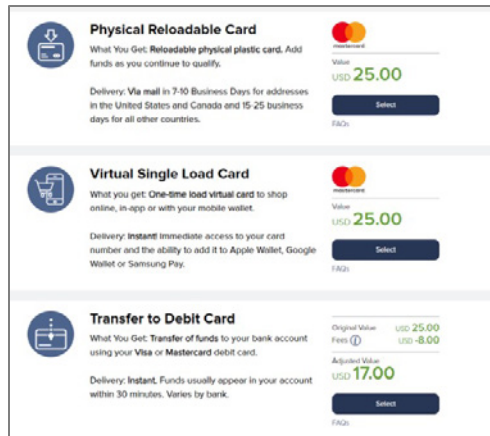 Physical Reloadable Card
What You Get: Reloadable physical plastic card. Add
funds as you continue to qualify.
Delivery: Via mail in 7-10 Business Days for addresses
in the United States and Canada and 15-25 business
days for all other countries.
mastercard
Value
USD 25.00
Select
FAQs
Virtual Single Load Card
What you get: One-time load virtual card to shop
online, in-app or with your mobile wallet.
Delivery: Instant! Immediate access to your card
number and the ability to add it to Apple Wallet, Google
Wallet or Samsung Pay.
mastercard
Value
USD 25.00
Select
FAQs
Transfer to Debit Card
What You Get: Transfer of funds to your bank account
using your Visa or Mastercard debit card.
Delivery: Instant. Funds usually appear in your account
within 30 minutes. Varies by bank.
Original Value USD 25.00
Fees i USD -8.00
Adjusted Value
USD 17.00
Select
FAQs